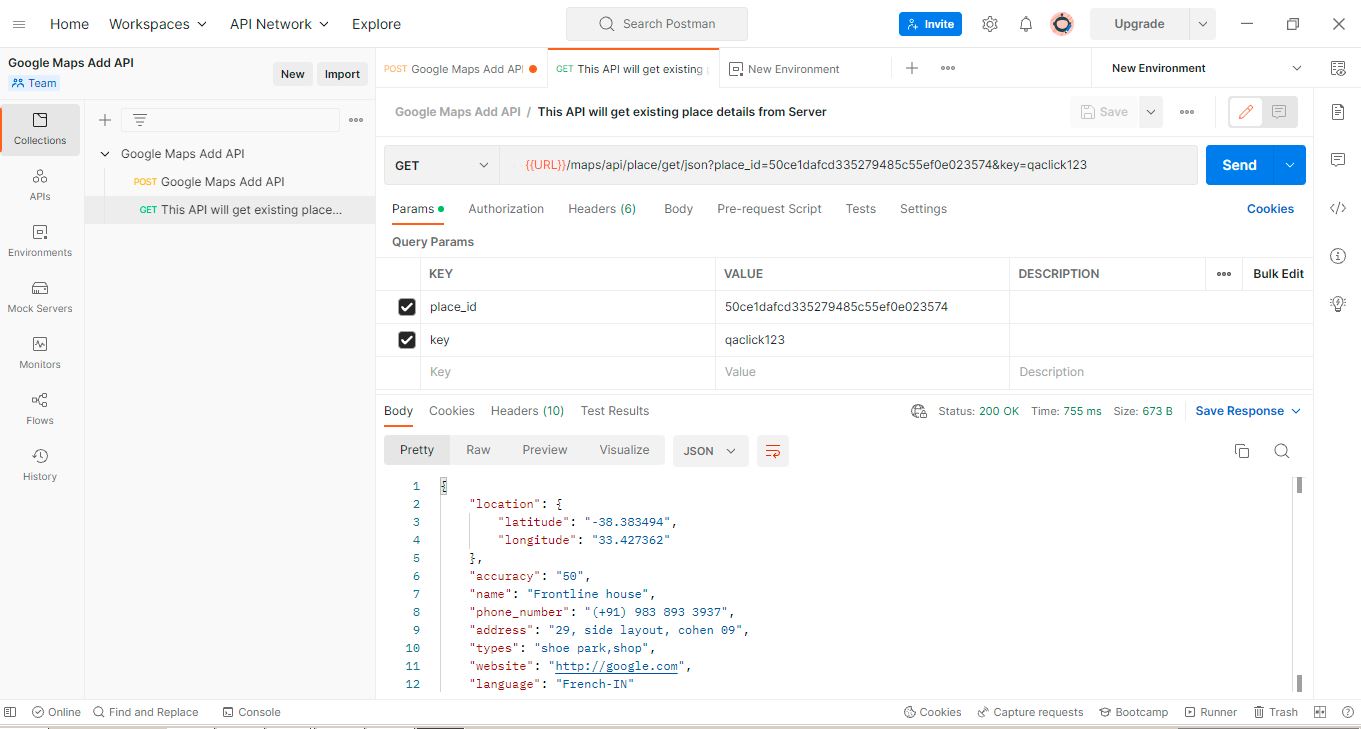 Home Workspaces API Network Explore Search Postman Invite Upgrade
Google Maps Add API
Team
New Import
POST Google Maps Add API GET This API will get existing New Environment New Environment
Collections
APIs
Environments
Mock Servers
Monitors
Flows
History
Google Maps Add API
POST Google Maps Add API
GET This API will get existing place...
Google Maps Add API / This API will get existing place details from Server Save
GET {{URL}}/maps/api/place/get/json?place_id=50ce1dafcd335279485c55ef0e023574&key=qaclick123 Send
Params Authorization Headers (6) Body Pre-request Script Tests Settings Cookies
Query Params
KEY VALUE DESCRIPTION Bulk Edit
place_id 50ce1dafcd335279485c55ef0e023574
key qaclick123
Key Value Description
Body Cookies Headers (10) Test Results Status: 200 OK Time: 755 ms Size: 673 B Save Response
Pretty Raw Preview Visualize JSON
1 {
2 "location": {
3 "latitude": "-38.383494",
4 "longitude": "33.427362"
5 },
6 "accuracy": "50",
7 "name": "Frontline house",
8 "phone_number": "(+91) 983 893 3937",
9 "address": "29, side layout, cohen 09",
10 "types": "shoe park,shop",
11 "website": "http://google.com",
12 "language": "French-IN"
Online Find and Replace Console Cookies Capture requests Bootcamp Runner Trash